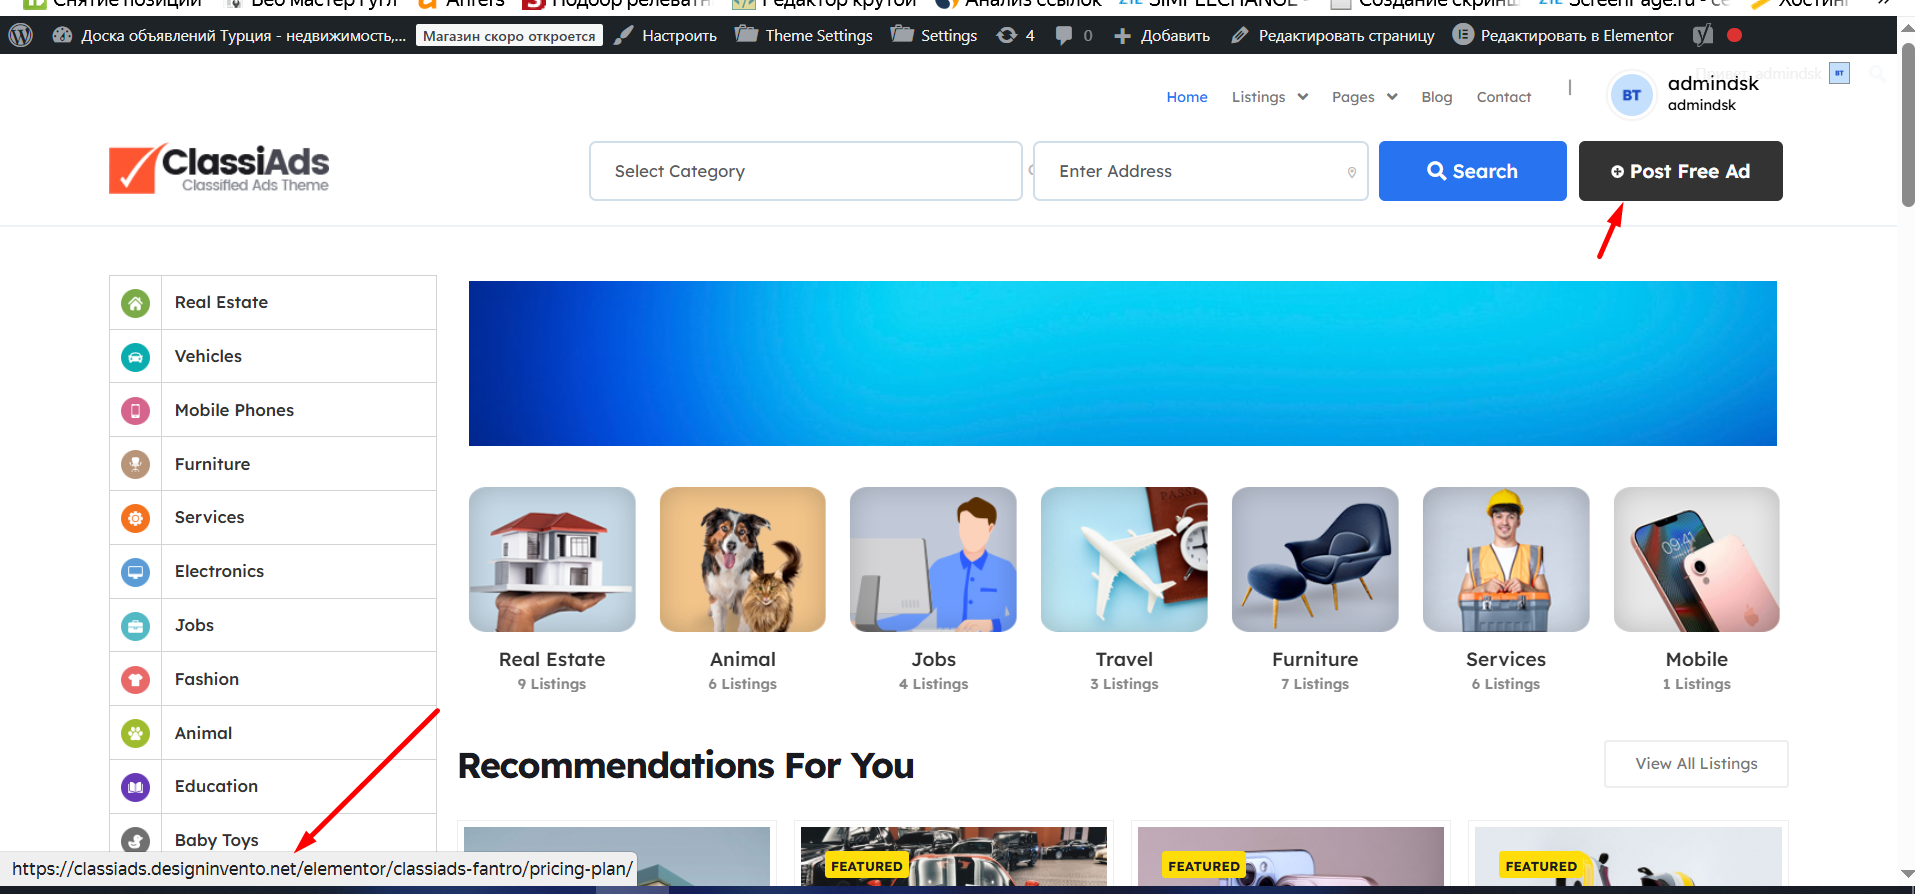 Снятие позиций
Веб мастер Гугл
Ahrefs
Подбор
Редактор крутой
Анализ ссылок
Создание
ScreenPage.ru - се
Доска объявлений Турция - недвижимость,...
Магазин скоро откроется
Настроить
Theme Settings
Settings
4
0
Добавить
Редактировать страницу
Редактировать в Elementor
admindsk
BT
Home
Listings
Pages
Blog
Contact
|
BT
admindsk
admindsk
ClassiAds
Classified Ads Theme
Select Category
Enter Address
Search
Post Free Ad
Real Estate
Vehicles
Mobile Phones
Furniture
Services
Electronics
Jobs
Fashion
Animal
Education
Baby Toys
PASSP
09:41
Real Estate
9 Listings
Animal
6 Listings
Jobs
4 Listings
Travel
3 Listings
Furniture
7 Listings
Services
6 Listings
Mobile
1 Listings
Recommendations For You
View All Listings
FEATURED
FEATURED
FEATURED
https://classiads.designinvento.net/elementor/classiads-fantro/pricing-plan/